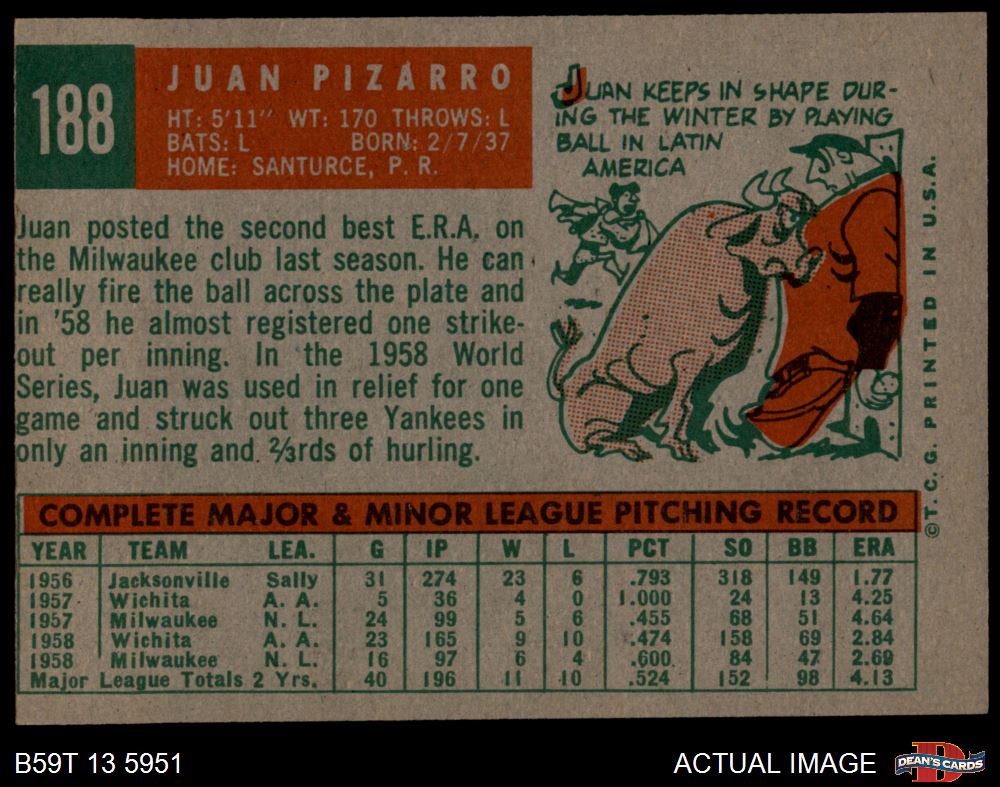 188
JUAN PIZARRO
HT: 5'11" WT: 170 THROWS: L
BATS: L BORN: 2/7/37
HOME: SANTURCE, P. R.
JUAN KEEPS IN SHAPE DUR-
ING THE WINTER BY PLAYING
BALL IN LATIN
AMERICA
Juan posted the second best E.R.A. on
the Milwaukee club last season. He can
really fire the ball across the plate and
in '58 he almost registered one strike-
out per inning. In the 1958 World
Series, Juan was used in relief for one
game and struck out three Yankees in
only an inning and 2/3rds of hurling.
©T. C. G. PRINTED IN U.S.A.
COMPLETE MAJOR & MINOR LEAGUE PITCHING RECORD
YEAR TEAM LEA. G IP W L PCT SO BB ERA
1956 Jacksonville Sally 31 274 23 6 .793 318 149 1.77
1957 Wichita A. A. 5 36 4 0 1.000 24 13 4.25
1957 Milwaukee N. L. 24 99 5 6 .455 68 51 4.64
1958 Wichita A. A. 23 165 9 10 .474 158 69 2.84
1958 Milwaukee N. L. 16 97 6 4 .600 84 47 2.69
Major League Totals 2 Yrs. 40 196 11 10 .524 152 98 4.13
B59T 13 5951
ACTUAL IMAGE
D
DEAN'S CARDS